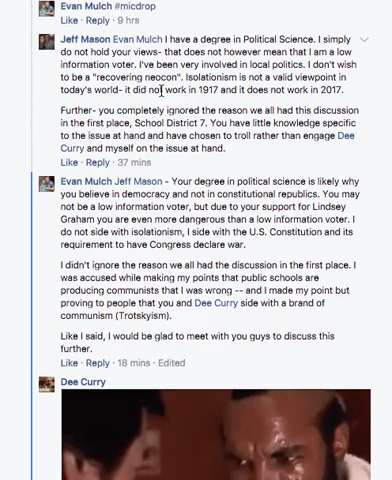 Evan Mulch #micdrop
Like · Reply · 9 hrs
Jeff Mason Evan Mulch I have a degree in Political Science. I simply
do not hold your views- that does not however mean that I am a low
information voter. I've been very involved in local politics. I don't wish
to be a "recovering neocon". Isolationism is not a valid viewpoint in
today's world- it did not work in 1917 and it does not work in 2017.
Further- you completely ignored the reason we all had this discussion
in the first place, School District 7. You have little knowledge specific
to the issue at hand and have chosen to troll rather than engage Dee
Curry and myself on the issue at hand.
Like · Reply · 37 mins
Evan Mulch Jeff Mason - Your degree in political science is likely why
you believe in democracy and not in constitutional republics. You may
not be a low information voter, but due to your support for Lindsey
Graham you are even more dangerous than a low information voter. I
do not side with isolationism, I side with the U.S. Constitution and its
requirement to have Congress declare war.
I didn't ignore the reason we all had the discussion in the first place. I
was accused while making my points that public schools are
producing communists that I was wrong -- and I made my point but
proving to people that you and Dee Curry side with a brand of
communism (Trotskyism).
Like I said, I would be glad to meet with you guys to discuss this
further.
Like · Reply · 18 mins · Edited
Dee Curry